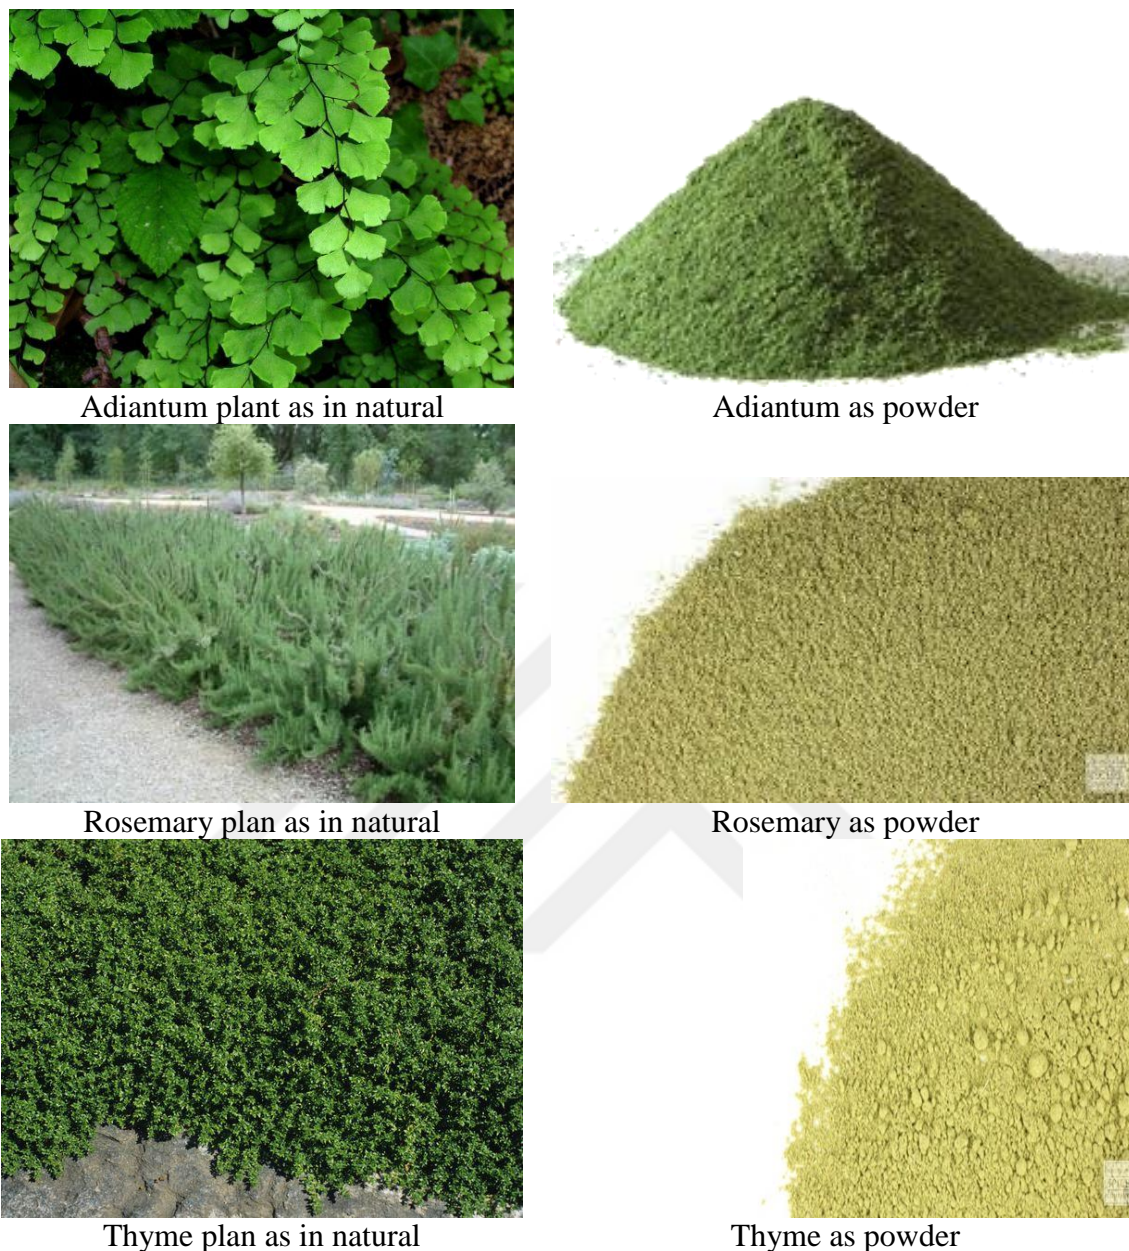 Adiantum plant as in natural
Adiantum as powder
Rosemary plan as in natural
Rosemary as powder
Thyme plan as in natural
Thyme as powder